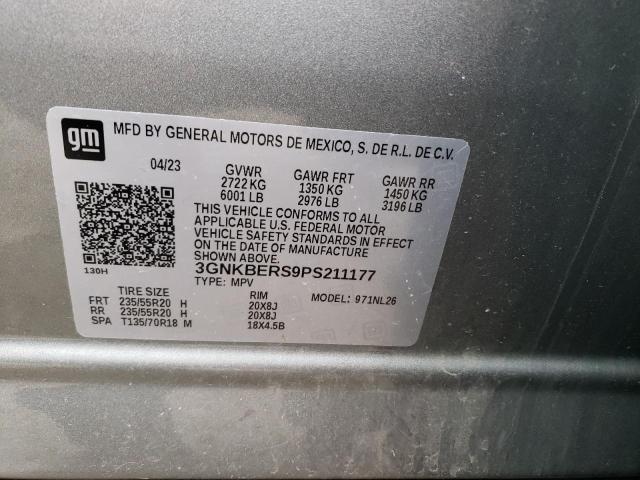 gm
MFD BY GENERAL MOTORS DE MEXICO, S. DE R.L. DE C.V.
04/23 GVWR GAWR FRT GAWR RR
2722 KG 1350 KG 1450 KG
6001 LB 2976 LB 3196 LB
THIS VEHICLE CONFORMS TO ALL
APPLICABLE U.S. FEDERAL MOTOR
VEHICLE SAFETY STANDARDS IN EFFECT
ON THE DATE OF MANUFACTURE
SHOWN ABOVE.
130H 3GNKBERS9PS211177
TYPE: MPV MODEL: 971NL26
TIRE SIZE RIM
FRT 235/55R20 H 20X8J
RR 235/55R20 H 20X8J
SPA T135/70R18 M 18X4.5B